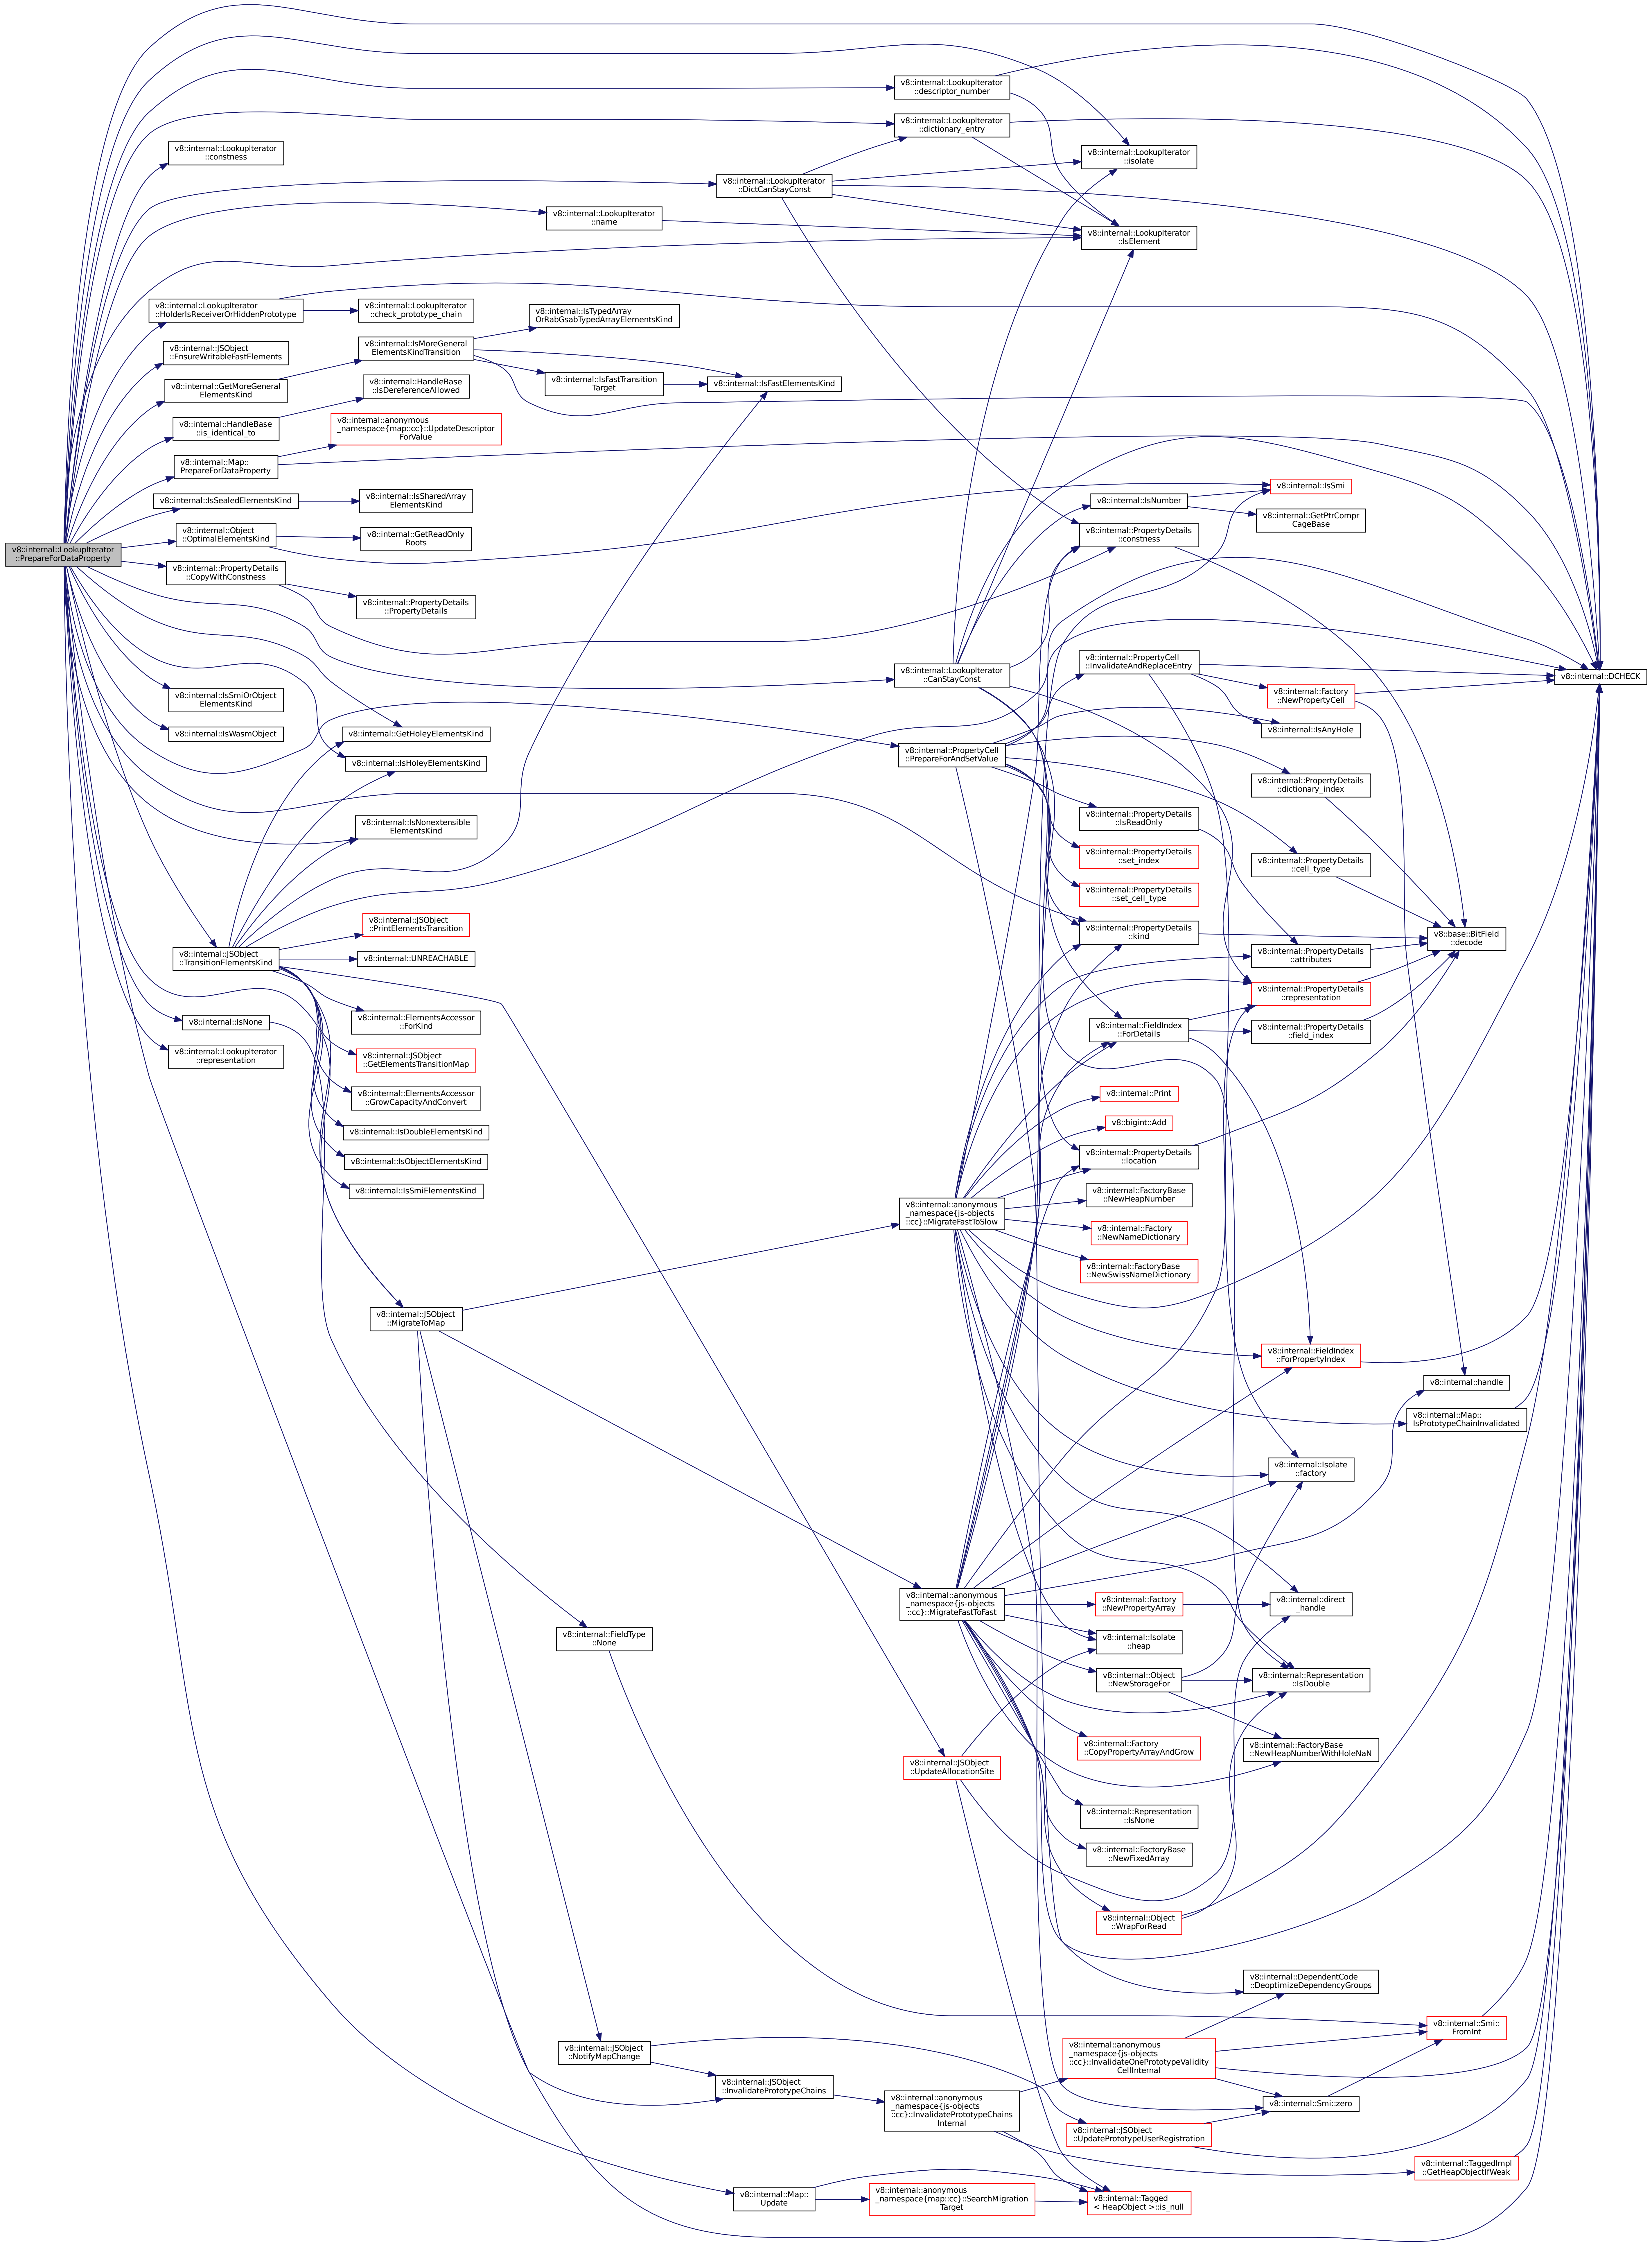 v8::internal::LookupIterator
::PrepareForDataProperty
v8::internal::LookupIterator
::constness
v8::internal::LookupIterator
::HolderIsReceiverOrHiddenPrototype
v8::internal::JSObject
::EnsureWritableFastElements
v8::internal::GetMoreGeneral
ElementsKind
v8::internal::HandleBase
::is_identical_to
v8::internal::Map::
PrepareForDataProperty
v8::internal::IsSealedElementsKind
v8::internal::Object
::OptimalElementsKind
v8::internal::PropertyDetails
::CopyWithConstness
v8::internal::IsSmiOrObject
ElementsKind
v8::internal::IsWasmObject
v8::internal::JSObject
::TransitionElementsKind
v8::internal::IsNone
v8::internal::LookupIterator
::representation
v8::internal::LookupIterator
::check_prototype_chain
v8::internal::IsMoreGeneral
ElementsKindTransition
v8::internal::HandleBase
::IsDereferenceAllowed
v8::internal::anonymous
_namespace{map::cc}::UpdateDescriptor
ForValue
v8::internal::IsSharedArray
ElementsKind
v8::internal::GetReadOnly
Roots
v8::internal::PropertyDetails
::PropertyDetails
v8::internal::GetHoleyElementsKind
v8::internal::IsHoleyElementsKind
v8::internal::IsNonextensible
ElementsKind
v8::internal::JSObject
::PrintElementsTransition
v8::internal::UNREACHABLE
v8::internal::ElementsAccessor
::ForKind
v8::internal::JSObject
::GetElementsTransitionMap
v8::internal::ElementsAccessor
::GrowCapacityAndConvert
v8::internal::IsDoubleElementsKind
v8::internal::IsObjectElementsKind
v8::internal::IsSmiElementsKind
v8::internal::JSObject
::MigrateToMap
v8::internal::LookupIterator
::name
v8::internal::IsTypedArray
OrRabGsabTypedArrayElementsKind
v8::internal::IsFastTransition
Target
v8::internal::FieldType
::None
v8::internal::JSObject
::NotifyMapChange
v8::internal::LookupIterator
::DictCanStayConst
v8::internal::IsFastElementsKind
v8::internal::JSObject
::InvalidatePrototypeChains
v8::internal::Map::
Update
v8::internal::LookupIterator
::descriptor_number
v8::internal::LookupIterator
::dictionary_entry
v8::internal::LookupIterator
::CanStayConst
v8::internal::PropertyCell
::PrepareForAndSetValue
v8::internal::anonymous
_namespace{js-objects
::cc}::MigrateFastToSlow
v8::internal::anonymous
_namespace{js-objects
::cc}::MigrateFastToFast
v8::internal::JSObject
::UpdateAllocationSite
v8::internal::anonymous
_namespace{js-objects
::cc}::InvalidatePrototypeChains
Internal
v8::internal::anonymous
_namespace{map::cc}::SearchMigration
Target
v8::internal::LookupIterator
::isolate
v8::internal::LookupIterator
::IsElement
v8::internal::IsNumber
v8::internal::PropertyDetails
::constness
v8::internal::PropertyCell
::InvalidateAndReplaceEntry
v8::internal::PropertyDetails
::IsReadOnly
v8::internal::PropertyDetails
::set_index
v8::internal::PropertyDetails
::set_cell_type
v8::internal::PropertyDetails
::kind
v8::internal::FieldIndex
::ForDetails
v8::internal::Print
v8::bigint::Add
v8::internal::PropertyDetails
::location
v8::internal::FactoryBase
::NewHeapNumber
v8::internal::Factory
::NewNameDictionary
v8::internal::FactoryBase
::NewSwissNameDictionary
v8::internal::Factory
::NewPropertyArray
v8::internal::Isolate
::heap
v8::internal::Object
::NewStorageFor
v8::internal::Factory
::CopyPropertyArrayAndGrow
v8::internal::Representation
::IsNone
v8::internal::FactoryBase
::NewFixedArray
v8::internal::Object
::WrapForRead
v8::internal::anonymous
_namespace{js-objects
::cc}::InvalidateOnePrototypeValidity
CellInternal
v8::internal::JSObject
::UpdatePrototypeUserRegistration
v8::internal::Tagged
< HeapObject >::is_null
v8::internal::IsSmi
v8::internal::GetPtrCompr
CageBase
v8::internal::Factory
::NewPropertyCell
v8::internal::IsAnyHole
v8::internal::PropertyDetails
::dictionary_index
v8::internal::PropertyDetails
::cell_type
v8::internal::PropertyDetails
::attributes
v8::internal::PropertyDetails
::representation
v8::internal::PropertyDetails
::field_index
v8::internal::FieldIndex
::ForPropertyIndex
v8::internal::Isolate
::factory
v8::internal::direct
_handle
v8::internal::Representation
::IsDouble
v8::internal::FactoryBase
::NewHeapNumberWithHoleNaN
v8::internal::DependentCode
::DeoptimizeDependencyGroups
v8::internal::Smi::zero
v8::base::BitField
::decode
v8::internal::handle
v8::internal::Map::
IsPrototypeChainInvalidated
v8::internal::Smi::
FromInt
v8::internal::TaggedImpl
::GetHeapObjectIfWeak
v8::internal::DCHECK